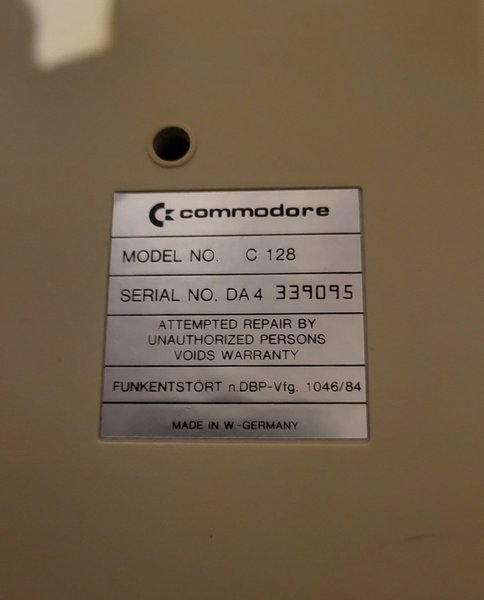 commodore
MODEL NO. C 128
SERIAL NO. DA4 339095
ATTEMPTED REPAIR BY
UNAUTHORIZED PERSONS
VOIDS WARRANTY
FUNKENTSTÖRT n.DBP-Vfg. 1046/84
MADE IN W.-GERMANY